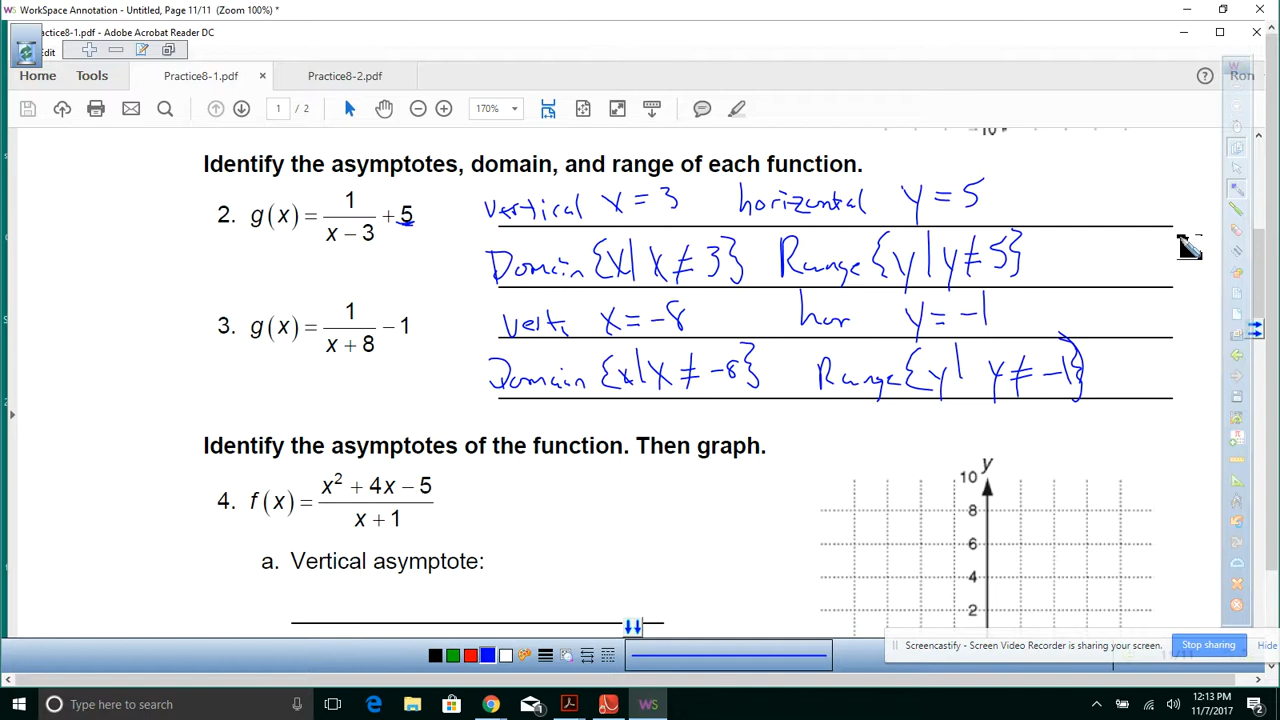 WorkSpace Annotation - Untitled, Page 11/11 (Zoom 100%) *
actice8-1.pdf - Adobe Acrobat Reader DC
dit
Home Tools Practice8-1.pdf × Practice8-2.pdf
1 / 2 170%
-10
Identify the asymptotes, domain, and range of each function.
2. g(x) = 1/(x − 3) + 5 vertical x = 3 horizontal y = 5
Domain {x| x ≠ 3} Range {y | y ≠ 5}
3. g(x) = 1/(x + 8) − 1 vert. x = -8 hor y = -1
Domain {x| x ≠ -8} Range {y | y ≠ -1}
Identify the asymptotes of the function. Then graph.
4. f(x) = (x² + 4x − 5)/(x + 1)
a. Vertical asymptote:
y
10
8
6
4
2
Screencastify - Screen Video Recorder is sharing your screen. Stop sharing Hide
Type here to search
12:13 PM
11/7/2017